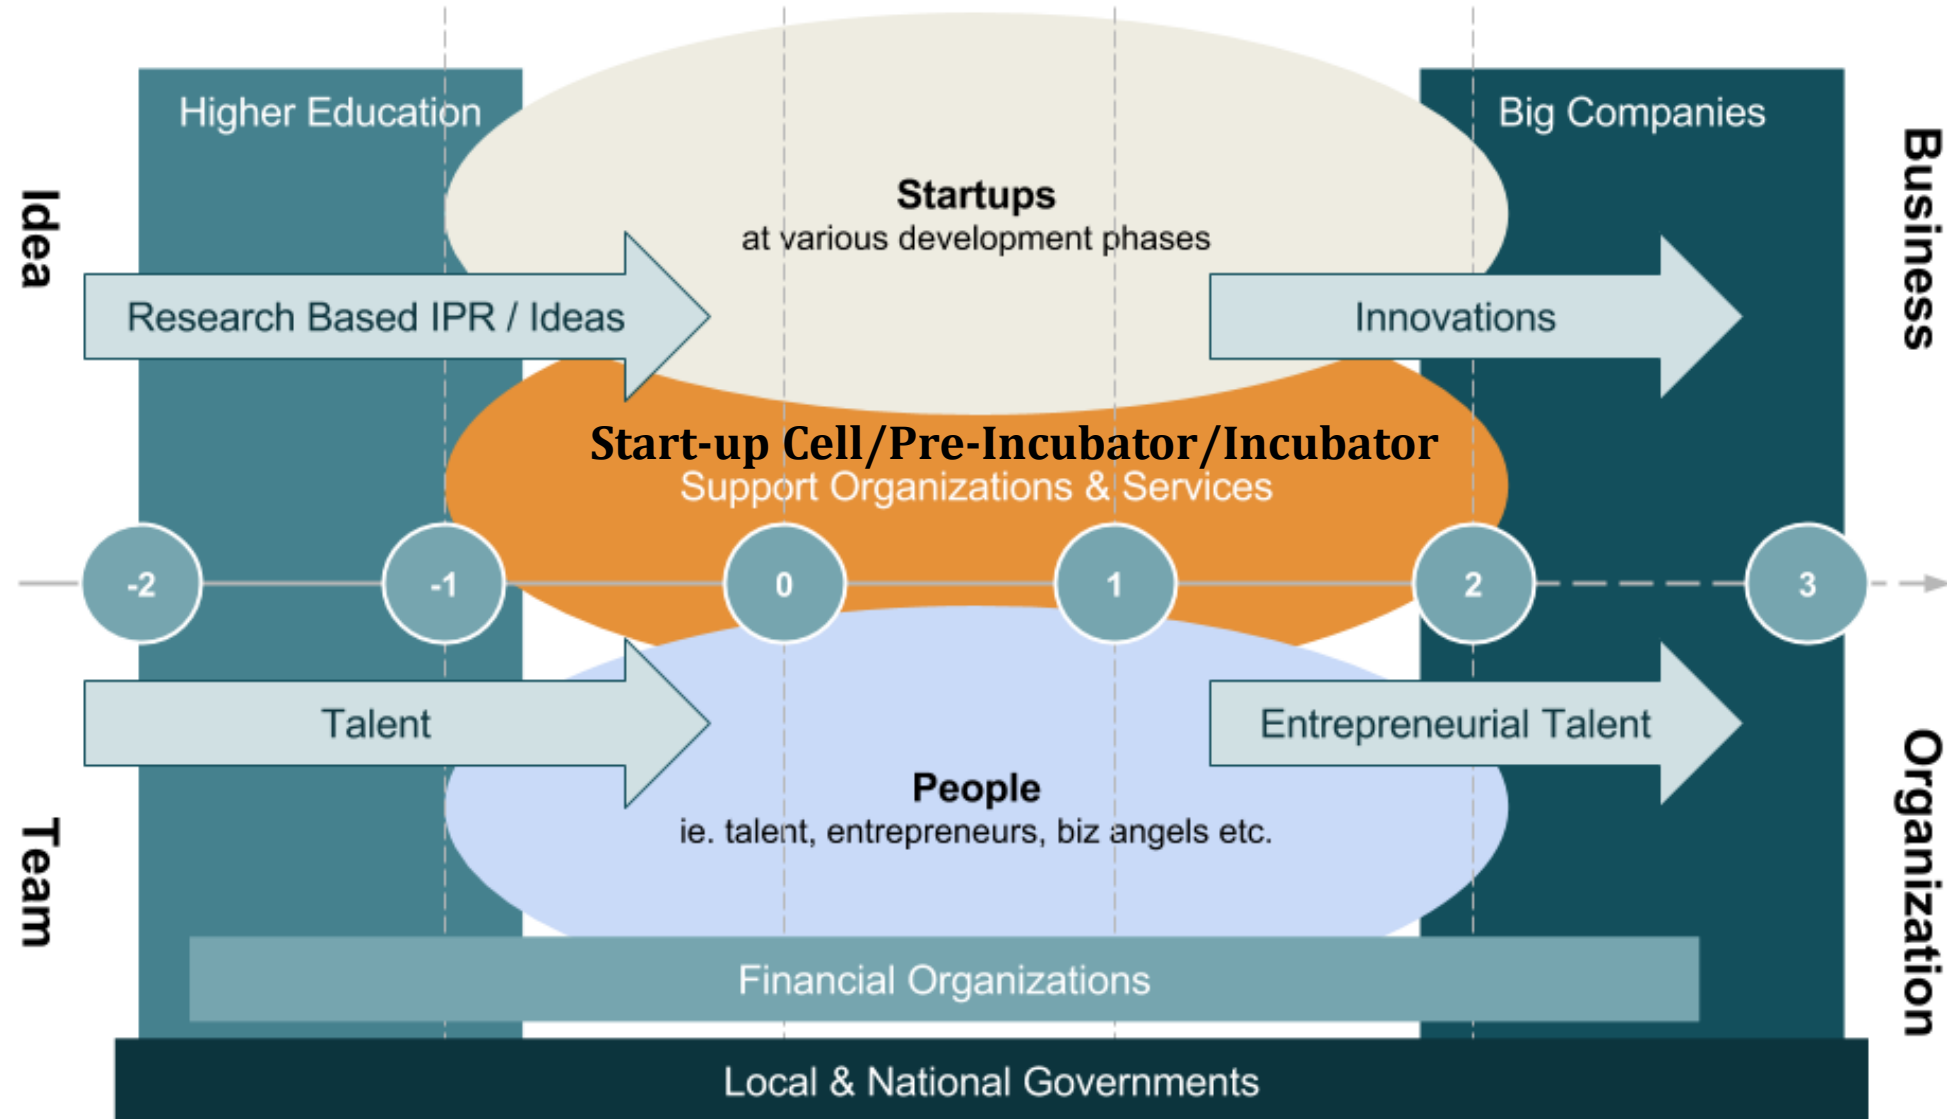 Higher Education
Big Companies
Idea
Business
Startups
at various development phases
Research Based IPR / Ideas
Innovations
Start-up Cell/Pre-Incubator/Incubator
Support Organizations & Services
-2
-1
0
1
2
3
Talent
Entrepreneurial Talent
People
ie. talent, entrepreneurs, biz angels etc.
Team
Organization
Financial Organizations
Local & National Governments